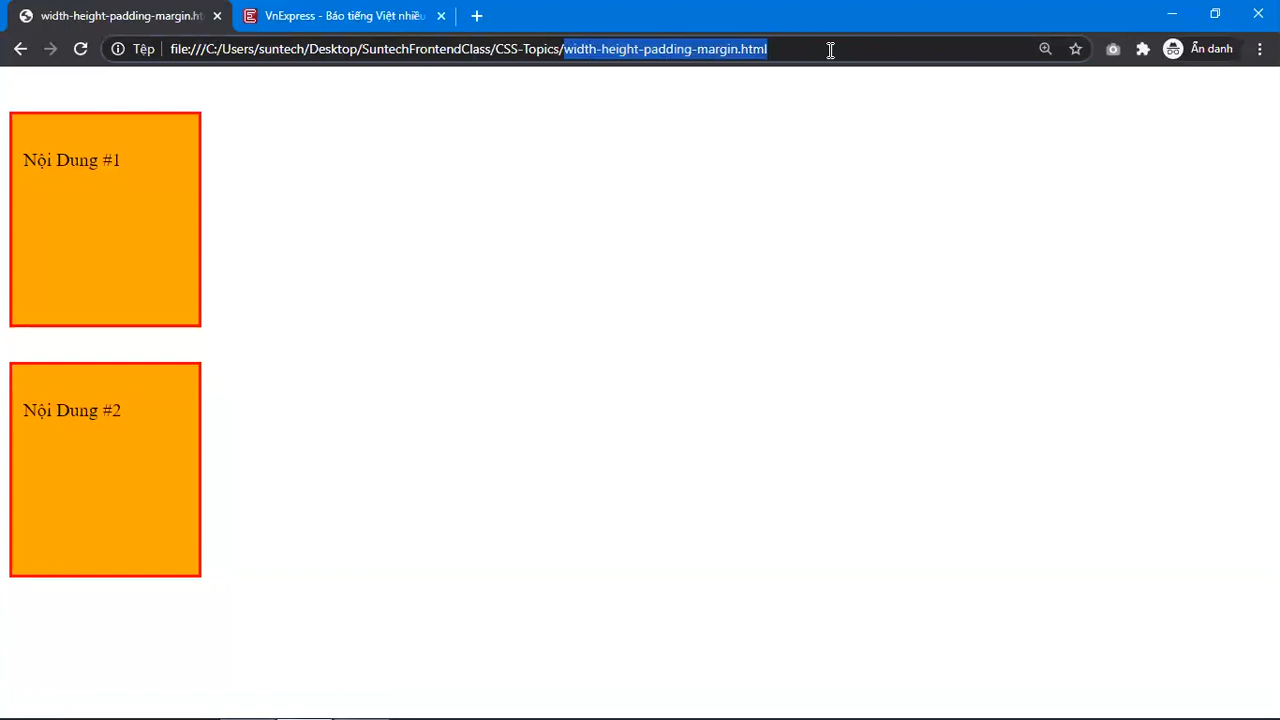 width-height-padding-margin.ht
VnExpress - Báo tiếng Việt nhiều
Tệp
file:///C:/Users/suntech/Desktop/SuntechFrontendClass/CSS-Topics/width-height-padding-margin.html
Ẩn danh
Nội Dung #1
Nội Dung #2